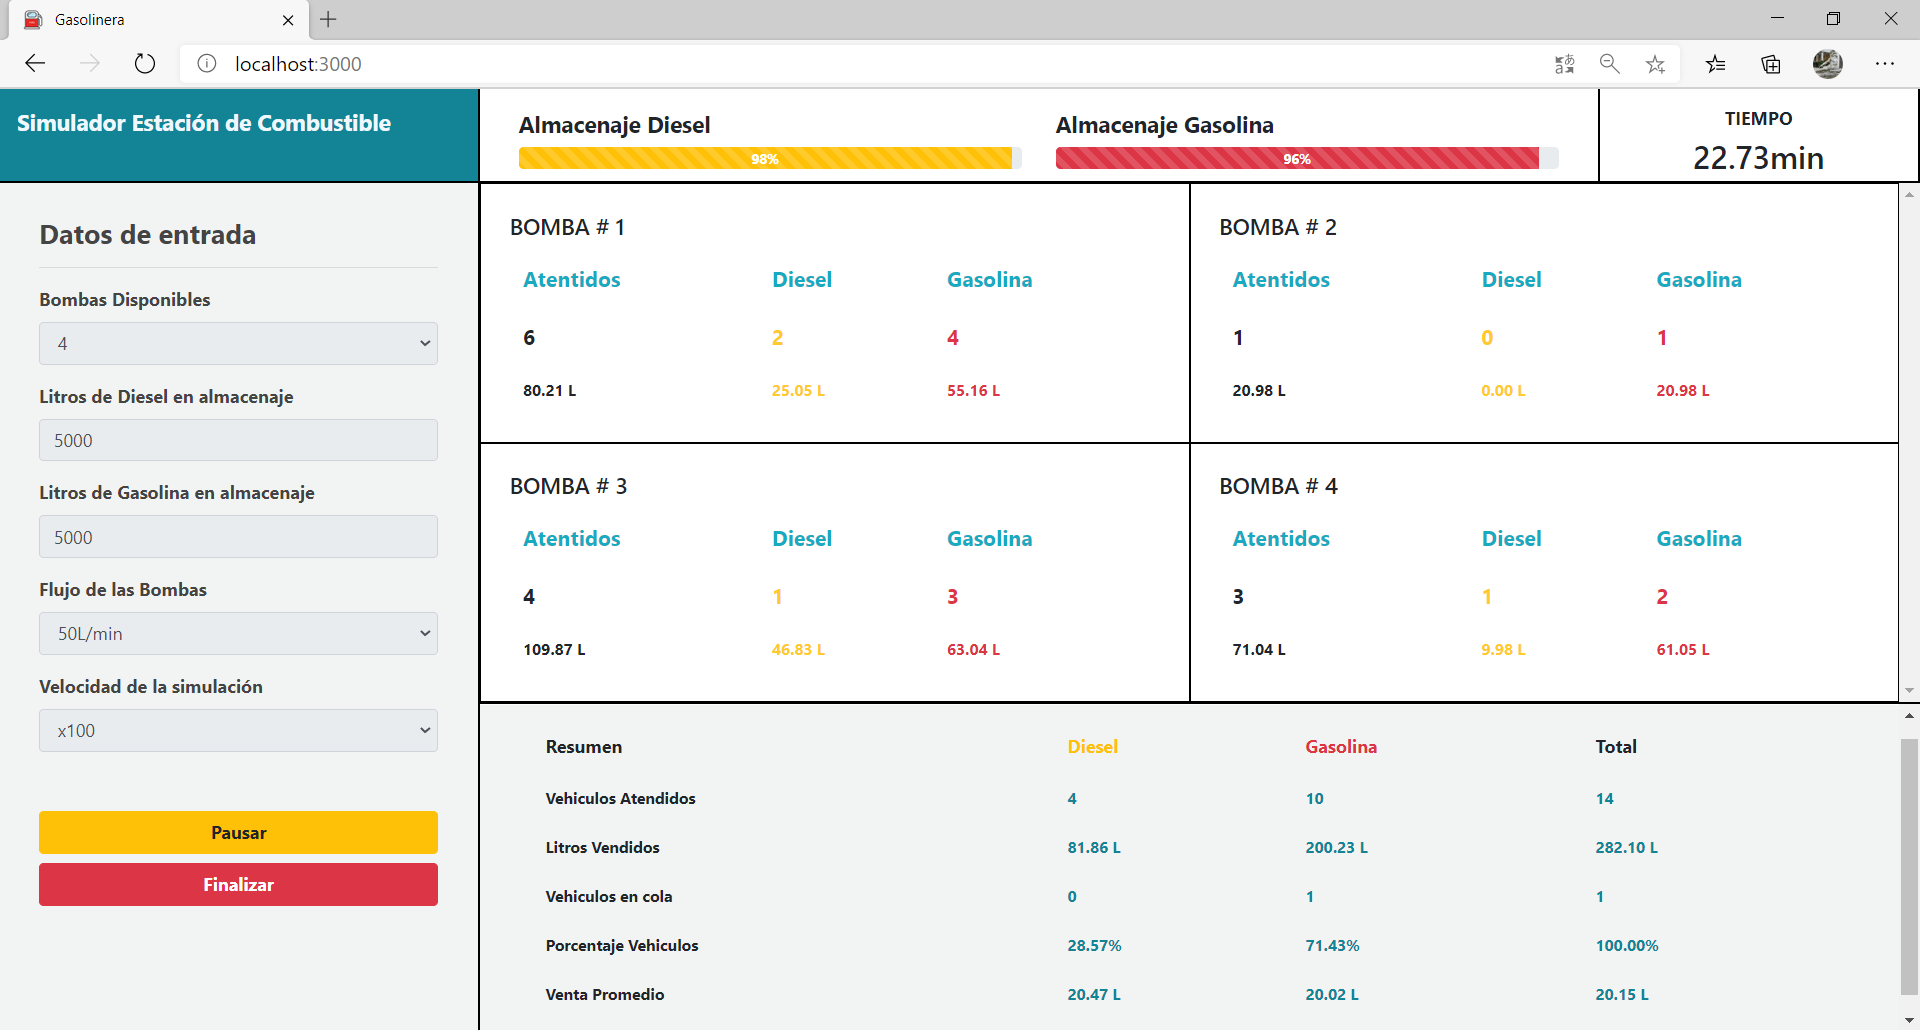 Gasolinera
localhost:3000
Simulador Estación de Combustible
Almacenaje Diesel
98%
Almacenaje Gasolina
96%
TIEMPO
22.73min
Datos de entrada
Bombas Disponibles
4
Litros de Diesel en almacenaje
5000
Litros de Gasolina en almacenaje
5000
Flujo de las Bombas
50L/min
Velocidad de la simulación
x100
Pausar
Finalizar
BOMBA # 1
Atentidos Diesel Gasolina
6 2 4
80.21 L 25.05 L 55.16 L
BOMBA # 2
Atentidos Diesel Gasolina
1 0 1
20.98 L 0.00 L 20.98 L
BOMBA # 3
Atentidos Diesel Gasolina
4 1 3
109.87 L 46.83 L 63.04 L
BOMBA # 4
Atentidos Diesel Gasolina
3 1 2
71.04 L 9.98 L 61.05 L
Resumen Diesel Gasolina Total
Vehiculos Atendidos 4 10 14
Litros Vendidos 81.86 L 200.23 L 282.10 L
Vehiculos en cola 0 1 1
Porcentaje Vehiculos 28.57% 71.43% 100.00%
Venta Promedio 20.47 L 20.02 L 20.15 L